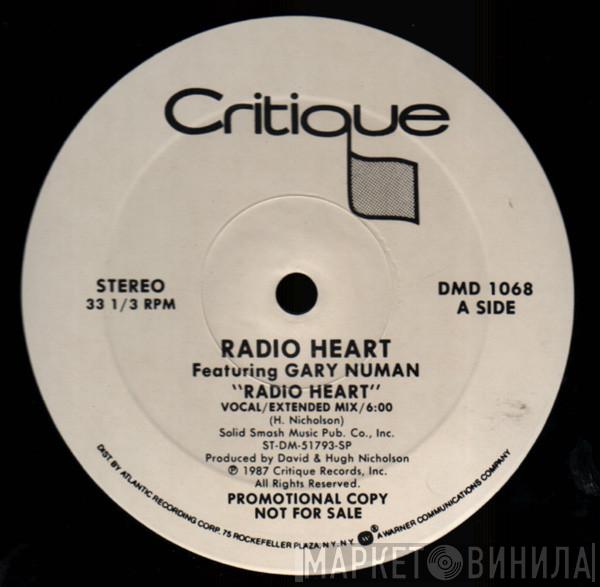 Critique
STEREO
33 1/3 RPM
DMD 1068
A SIDE
RADIO HEART
Featuring GARY NUMAN
"RADIO HEART"
VOCAL/EXTENDED MIX/6:00
(H. Nicholson)
Solid Smash Music Pub. Co., Inc.
ST-DM-51793-SP
Produced by David & Hugh Nicholson
℗ 1987 Critique Records, Inc.
All Rights Reserved.
PROMOTIONAL COPY
NOT FOR SALE
DIST. BY ATLANTIC RECORDING CORP. 75 ROCKEFELLER PLAZA, N.Y., N.Y. W ® A WARNER COMMUNICATIONS COMPANY
МАРКЕТ ВИНИЛА